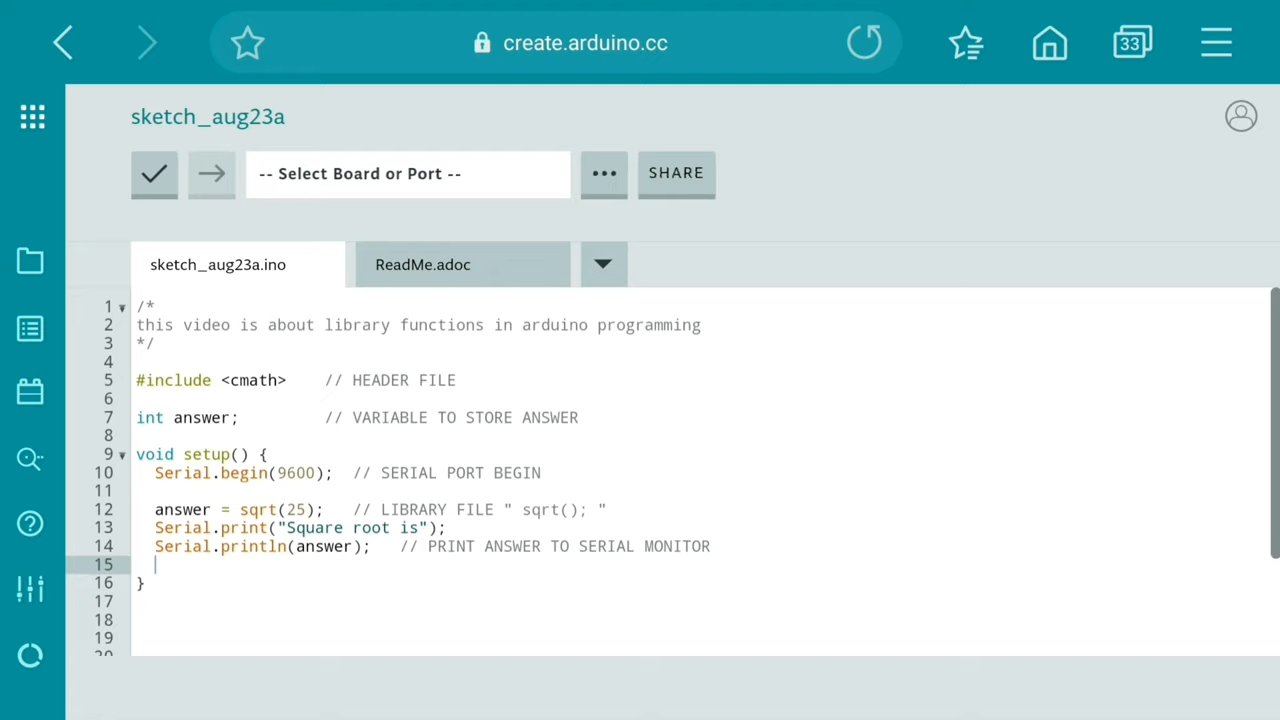 create.arduino.cc
33
sketch_aug23a
-- Select Board or Port --
SHARE
sketch_aug23a.ino
ReadMe.adoc
1 /*
2 this video is about library functions in arduino programming
3 */
4
5 #include <cmath>    // HEADER FILE
6
7 int answer;         // VARIABLE TO STORE ANSWER
8
9 void setup() {
10   Serial.begin(9600);  // SERIAL PORT BEGIN
11
12   answer = sqrt(25);   // LIBRARY FILE " sqrt(); "
13   Serial.print("Square root is");
14   Serial.println(answer);   // PRINT ANSWER TO SERIAL MONITOR
15
16 }
17
18
19
20